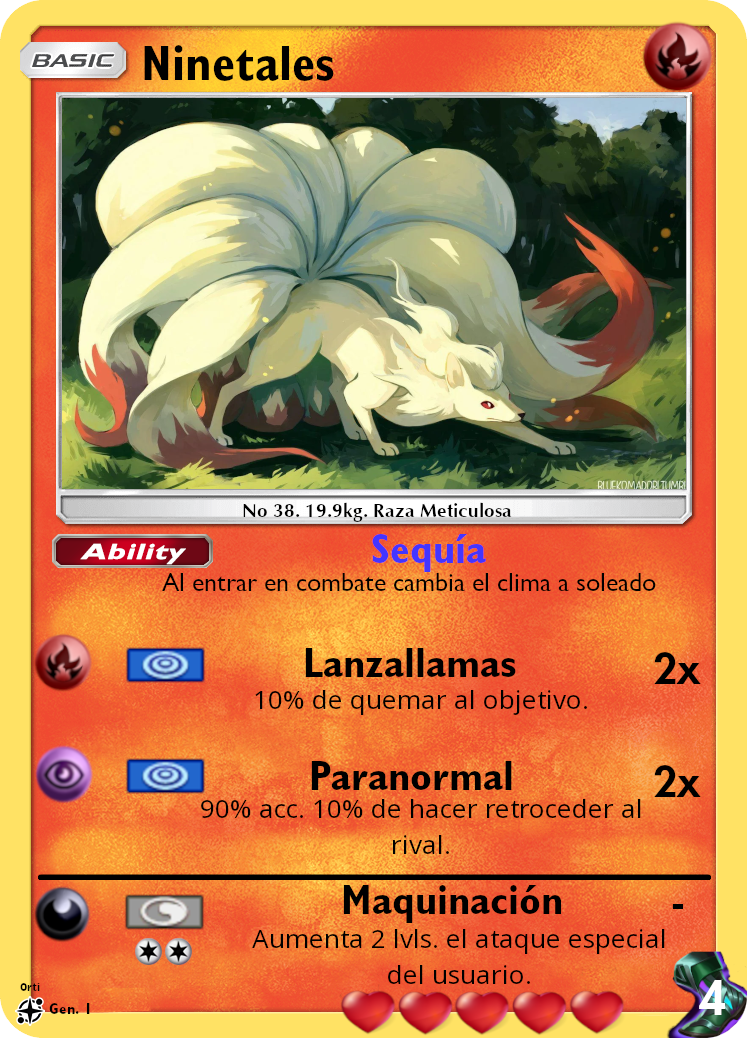 BASIC Ninetales
BLUEKOMADORI.TUMBL
No 38. 19.9kg. Raza Meticulosa
Ability Sequía
Al entrar en combate cambia el clima a soleado
Lanzallamas 2x
10% de quemar al objetivo.
Paranormal 2x
90% acc. 10% de hacer retroceder al
rival.
Maquinación -
Aumenta 2 lvls. el ataque especial
del usuario.
Orti
Gen. I
4